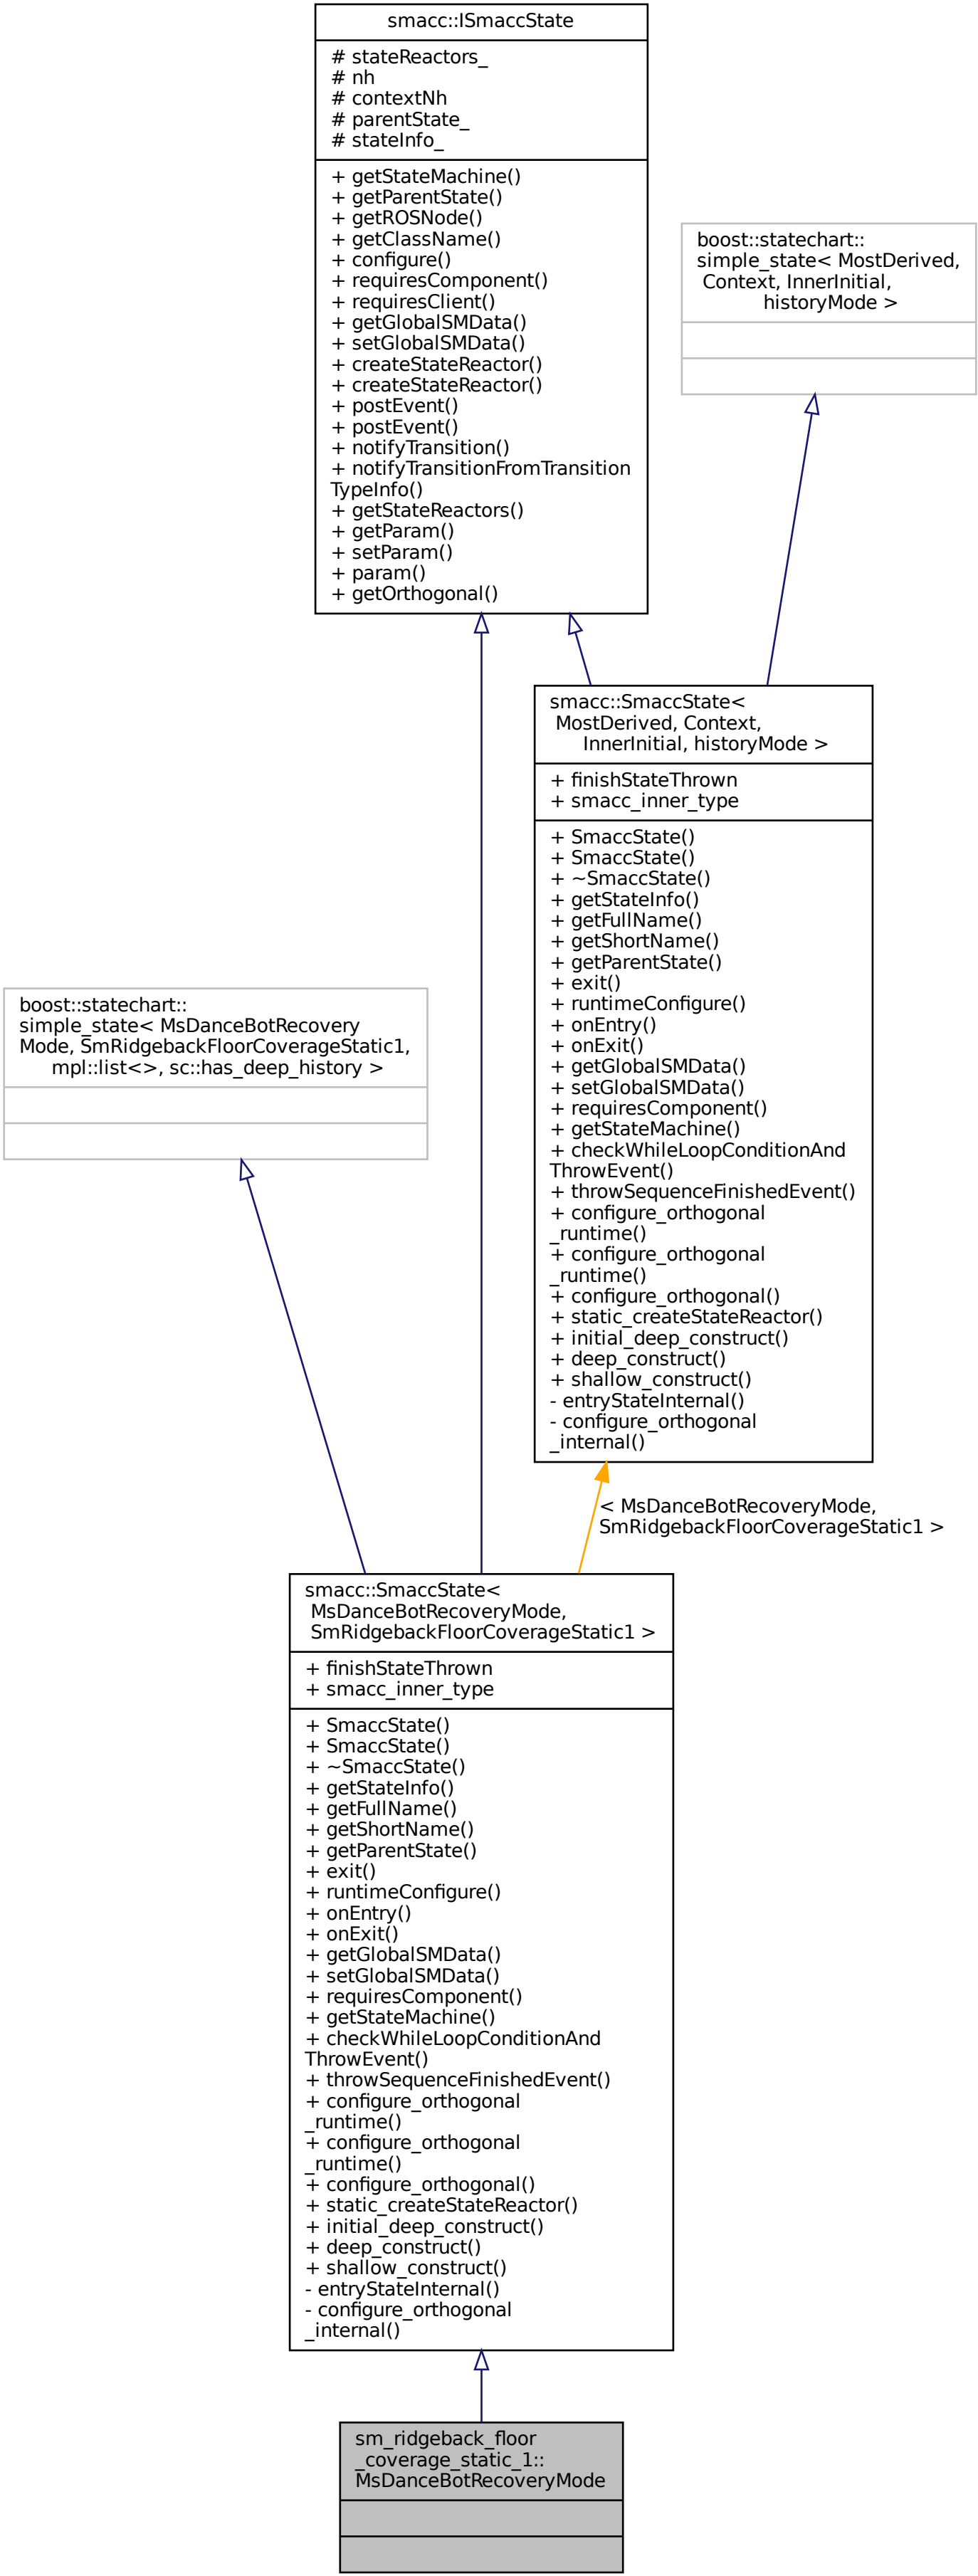 smacc::ISmaccState
# stateReactors_
# nh
# contextNh
# parentState_
# stateInfo_
+ getStateMachine()
+ getParentState()
+ getROSNode()
+ getClassName()
+ configure()
+ requiresComponent()
+ requiresClient()
+ getGlobalSMData()
+ setGlobalSMData()
+ createStateReactor()
+ createStateReactor()
+ postEvent()
+ postEvent()
+ notifyTransition()
+ notifyTransitionFromTransition
TypeInfo()
+ getStateReactors()
+ getParam()
+ setParam()
+ param()
+ getOrthogonal()
boost::statechart::
simple_state< MostDerived,
Context, InnerInitial,
historyMode >
smacc::SmaccState<
MostDerived, Context,
InnerInitial, historyMode >
+ finishStateThrown
+ smacc_inner_type
+ SmaccState()
+ SmaccState()
+ ~SmaccState()
+ getStateInfo()
+ getFullName()
+ getShortName()
+ getParentState()
+ exit()
+ runtimeConfigure()
+ onEntry()
+ onExit()
+ getGlobalSMData()
+ setGlobalSMData()
+ requiresComponent()
+ getStateMachine()
+ checkWhileLoopConditionAnd
ThrowEvent()
+ throwSequenceFinishedEvent()
+ configure_orthogonal
_runtime()
+ configure_orthogonal
_runtime()
+ configure_orthogonal()
+ static_createStateReactor()
+ initial_deep_construct()
+ deep_construct()
+ shallow_construct()
- entryStateInternal()
- configure_orthogonal
_internal()
boost::statechart::
simple_state< MsDanceBotRecovery
Mode, SmRidgebackFloorCoverageStatic1,
mpl::list<>, sc::has_deep_history >
< MsDanceBotRecoveryMode,
SmRidgebackFloorCoverageStatic1 >
smacc::SmaccState<
MsDanceBotRecoveryMode,
SmRidgebackFloorCoverageStatic1 >
+ finishStateThrown
+ smacc_inner_type
+ SmaccState()
+ SmaccState()
+ ~SmaccState()
+ getStateInfo()
+ getFullName()
+ getShortName()
+ getParentState()
+ exit()
+ runtimeConfigure()
+ onEntry()
+ onExit()
+ getGlobalSMData()
+ setGlobalSMData()
+ requiresComponent()
+ getStateMachine()
+ checkWhileLoopConditionAnd
ThrowEvent()
+ throwSequenceFinishedEvent()
+ configure_orthogonal
_runtime()
+ configure_orthogonal
_runtime()
+ configure_orthogonal()
+ static_createStateReactor()
+ initial_deep_construct()
+ deep_construct()
+ shallow_construct()
- entryStateInternal()
- configure_orthogonal
_internal()
sm_ridgeback_floor
_coverage_static_1::
MsDanceBotRecoveryMode